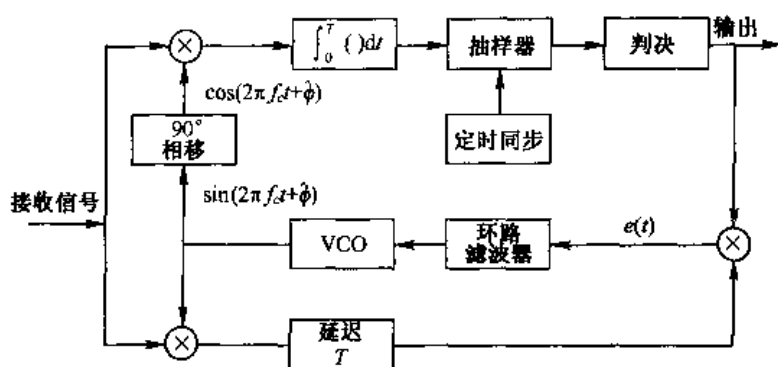 ∫₀ᵀ ( )dt
抽样器
判决
输出
cos(2πf_ct+ϕ̂)
90°
相移
定时同步
接收信号
sin(2πf_ct+ϕ̂)
VCO
环路
滤波器
e(t)
延迟
T